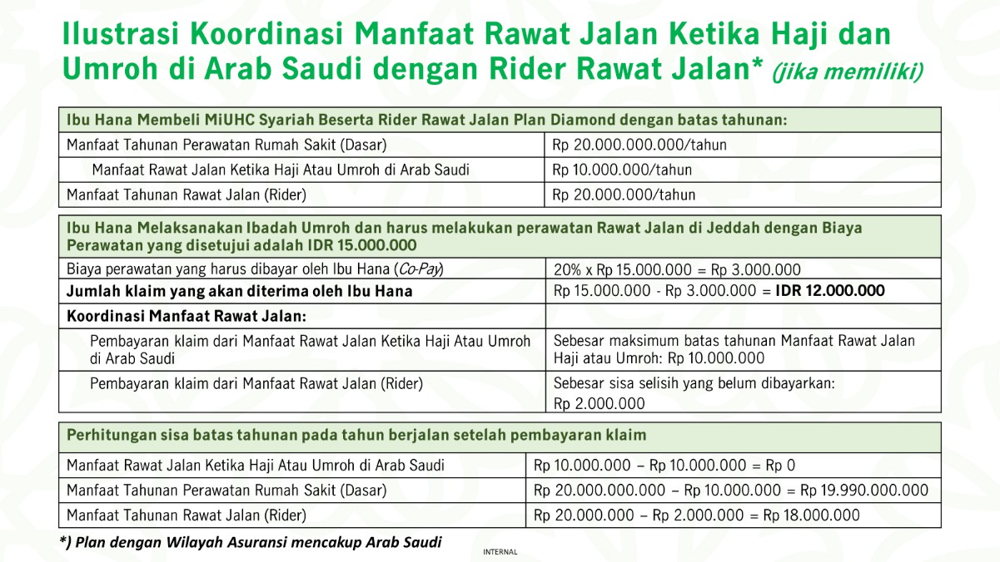 Ilustrasi Koordinasi Manfaat Rawat Jalan Ketika Haji dan
Umroh di Arab Saudi dengan Rider Rawat Jalan* (jika memiliki)
Ibu Hana Membeli MiUHC Syariah Beserta Rider Rawat Jalan Plan Diamond dengan batas tahunan:
Manfaat Tahunan Perawatan Rumah Sakit (Dasar) Rp 20.000.000.000/tahun
Manfaat Rawat Jalan Ketika Haji Atau Umroh di Arab Saudi Rp 10.000.000/tahun
Manfaat Tahunan Rawat Jalan (Rider) Rp 20.000.000/tahun
Ibu Hana Melaksanakan Ibadah Umroh dan harus melakukan perawatan Rawat Jalan di Jeddah dengan Biaya
Perawatan yang disetujui adalah IDR 15.000.000
Biaya perawatan yang harus dibayar oleh Ibu Hana (Co-Pay) 20% x Rp 15.000.000 = Rp 3.000.000
Jumlah klaim yang akan diterima oleh Ibu Hana Rp 15.000.000 - Rp 3.000.000 = IDR 12.000.000
Koordinasi Manfaat Rawat Jalan:
Pembayaran klaim dari Manfaat Rawat Jalan Ketika Haji Atau Umroh
di Arab Saudi
Sebesar maksimum batas tahunan Manfaat Rawat Jalan
Haji atau Umroh: Rp 10.000.000
Pembayaran klaim dari Manfaat Rawat Jalan (Rider)
Sebesar sisa selisih yang belum dibayarkan:
Rp 2.000.000
Perhitungan sisa batas tahunan pada tahun berjalan setelah pembayaran klaim
Manfaat Rawat Jalan Ketika Haji Atau Umroh di Arab Saudi Rp 10.000.000 – Rp 10.000.000 = Rp 0
Manfaat Tahunan Perawatan Rumah Sakit (Dasar) Rp 20.000.000.000 – Rp 10.000.000 = Rp 19.990.000.000
Manfaat Tahunan Rawat Jalan (Rider) Rp 20.000.000 – Rp 2.000.000 = Rp 18.000.000
*) Plan dengan Wilayah Asuransi mencakup Arab Saudi
INTERNAL